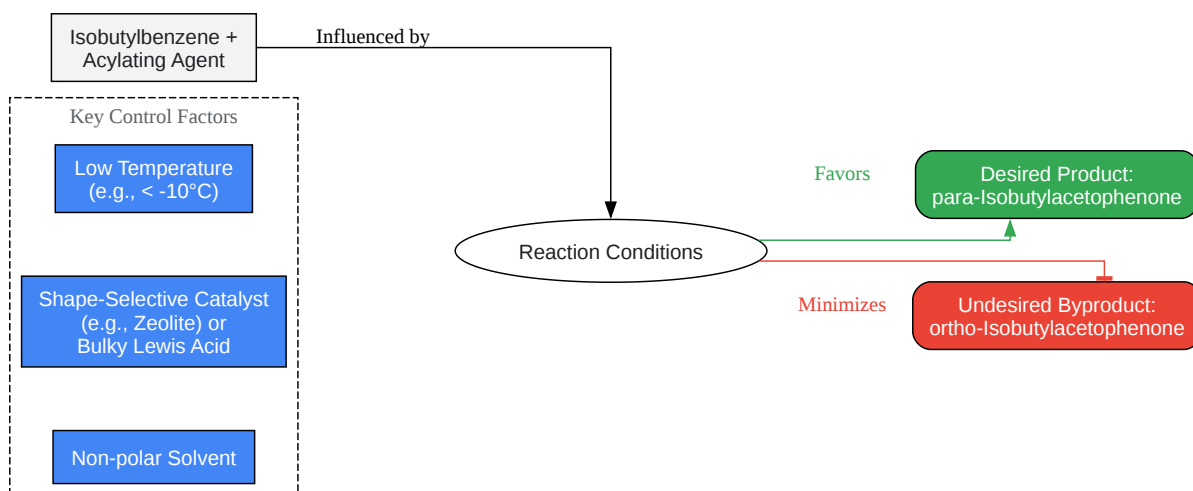 Isobutylbenzene +
Acylating Agent
Influenced by
Key Control Factors
Low Temperature
(e.g., < -10°C)
Shape-Selective Catalyst
(e.g., Zeolite) or
Bulky Lewis Acid
Non-polar Solvent
Reaction Conditions
Favors
Desired Product:
para-Isobutylacetophenone
Minimizes
Undesired Byproduct:
ortho-Isobutylacetophenone